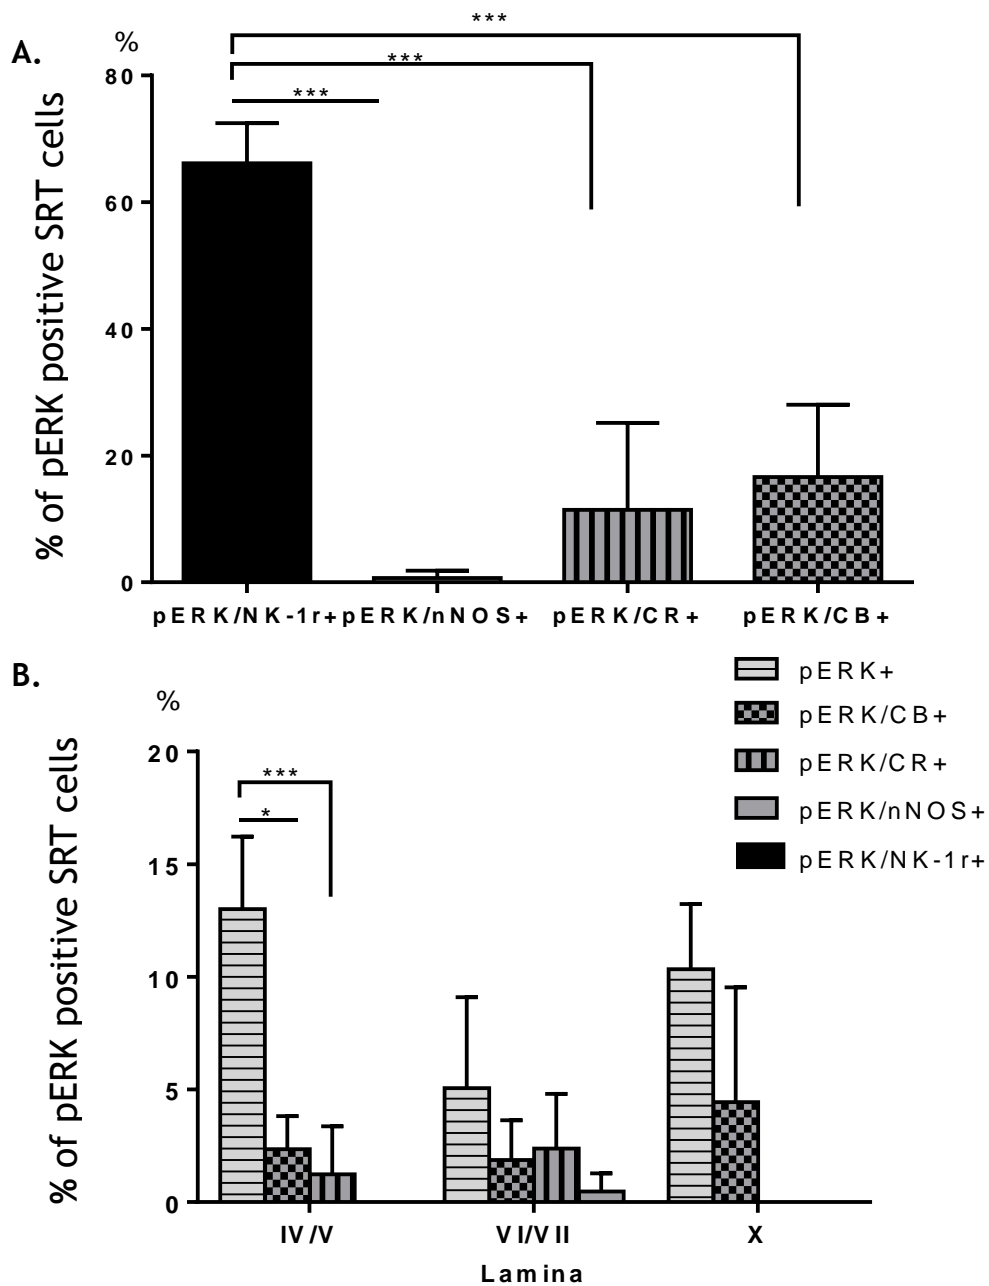 A.
%
***
***
***
% of pERK positive SRT cells
80
60
40
20
0
pERK/NK-1r+ pERK/nNOS+ pERK/CR+ pERK/CB+
B.
%
pERK+
pERK/CB+
pERK/CR+
pERK/nNOS+
pERK/NK-1r+
% of pERK positive SRT cells
20
15
10
5
0
***
*
IV/V VI/VII X
Lamina